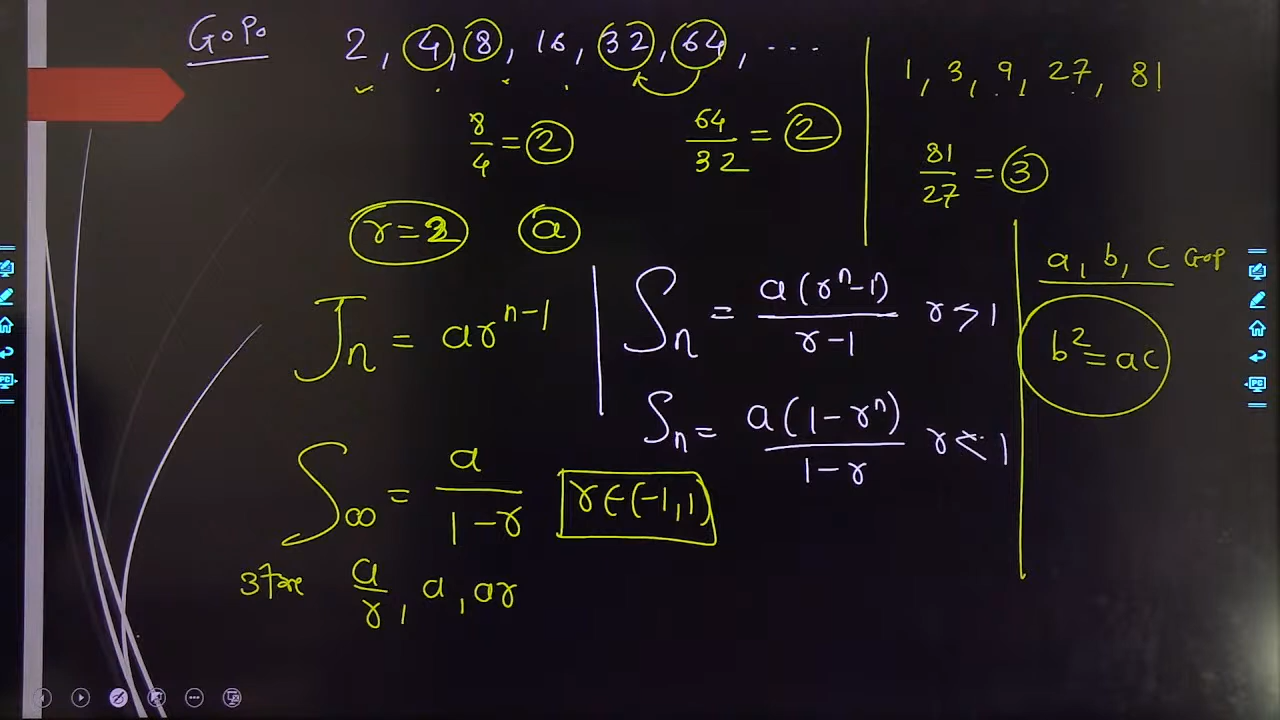 G.P. 2, 4, 8, 16, 32, 64, ...
1, 3, 9, 27, 81
8/4 = 2
64/32 = 2
81/27 = 3
r = 2 a
a, b, c G.P
b² = ac
Tn = ar^(n-1)
Sn = a(r^n-1)/(r-1) r > 1
Sn = a(1-r^n)/(1-r) r < 1
S∞ = a/(1-r) r∈(-1,1)
a/r, a, ar
PC
PC